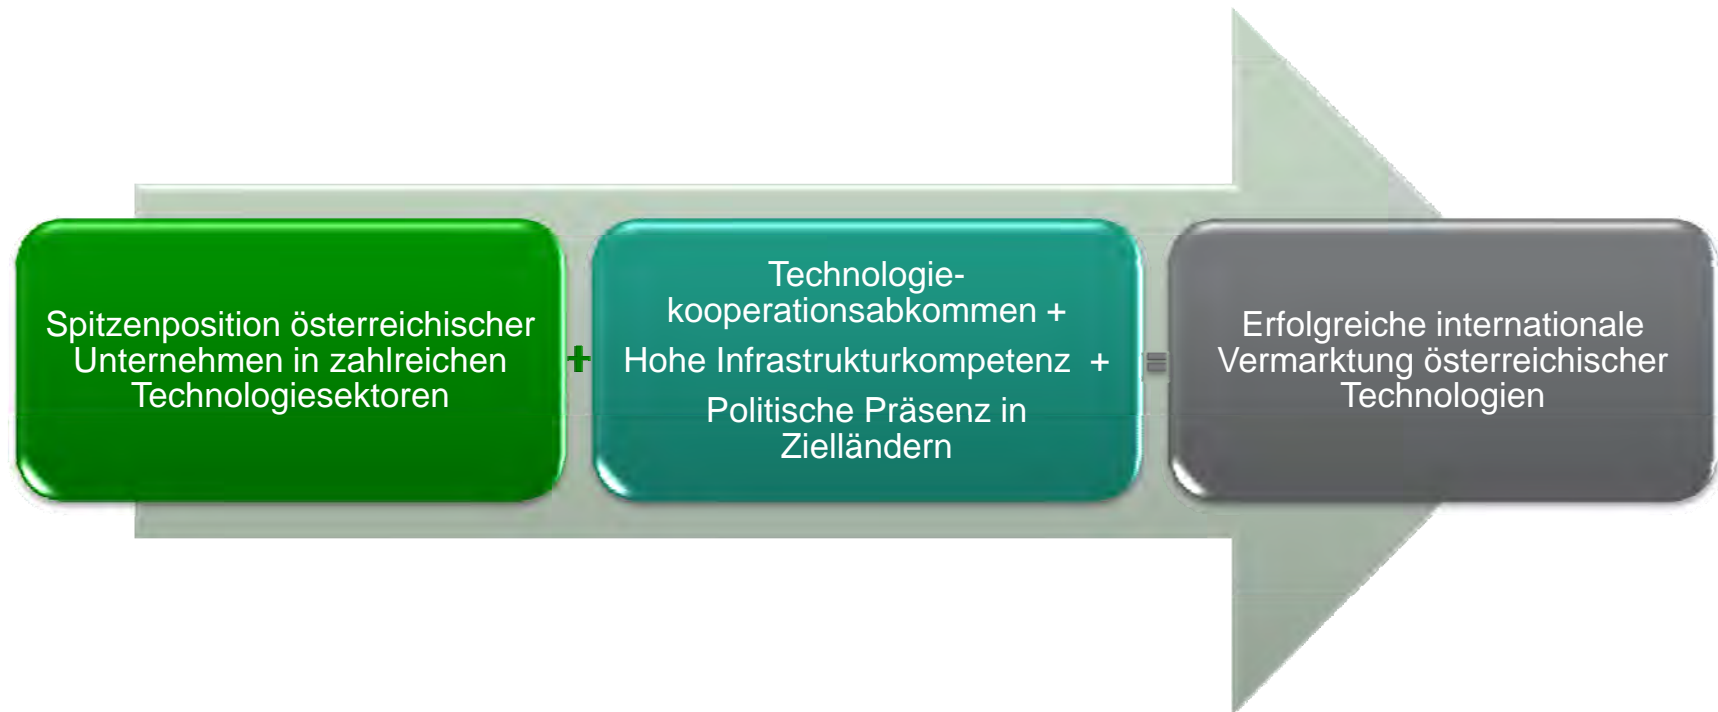 Spitzenposition österreichischer
Unternehmen in zahlreichen
Technologiesektoren
+
Technologie-
kooperationsabkommen +
Hohe Infrastrukturkompetenz +
Politische Präsenz in
Zielländern
=
Erfolgreiche internationale
Vermarktung österreichischer
Technologien